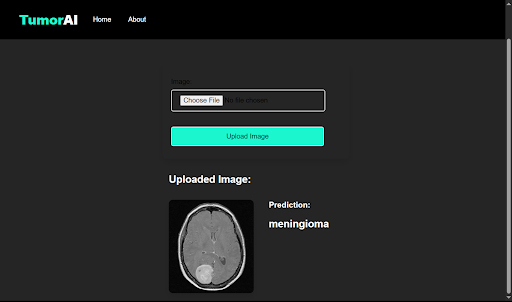 TumorAI Home About
Image:
Choose File No file chosen
Upload Image
Uploaded Image:
Prediction:
meningioma